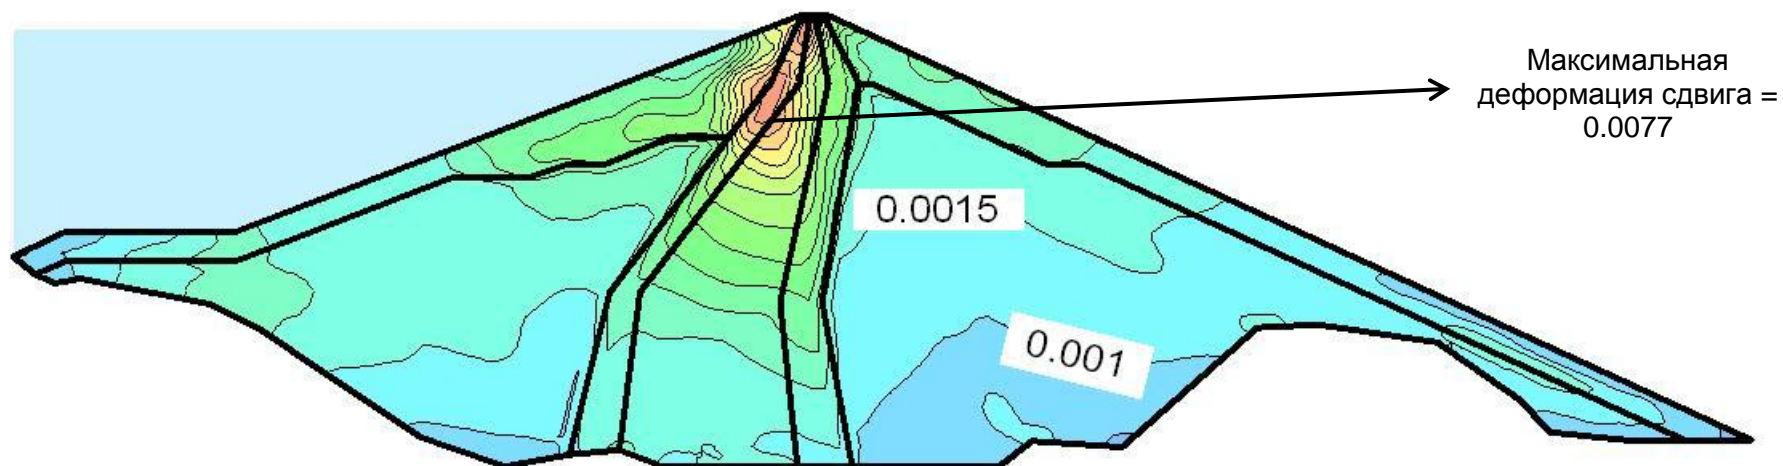 Максимальная
деформация сдвига =
0.0077
0.0015
0.001